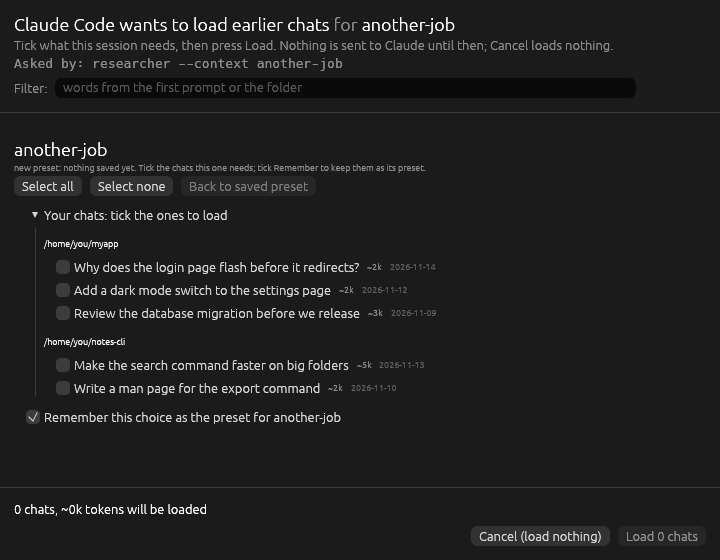 Claude Code wants to load earlier chats for another-job
Tick what this session needs, then press Load. Nothing is sent to Claude until then; Cancel loads nothing.
Asked by: researcher --context another-job
Filter: words from the first prompt or the folder
another-job
new preset: nothing saved yet. Tick the chats this one needs; tick Remember to keep them as its preset.
Select all Select none Back to saved preset
▼ Your chats: tick the ones to load
/home/you/myapp
Why does the login page flash before it redirects? ~2k 2026-11-14
Add a dark mode switch to the settings page ~2k 2026-11-12
Review the database migration before we release ~3k 2026-11-09
/home/you/notes-cli
Make the search command faster on big folders ~5k 2026-11-13
Write a man page for the export command ~2k 2026-11-10
Remember this choice as the preset for another-job
0 chats, ~0k tokens will be loaded
Cancel (load nothing) Load 0 chats